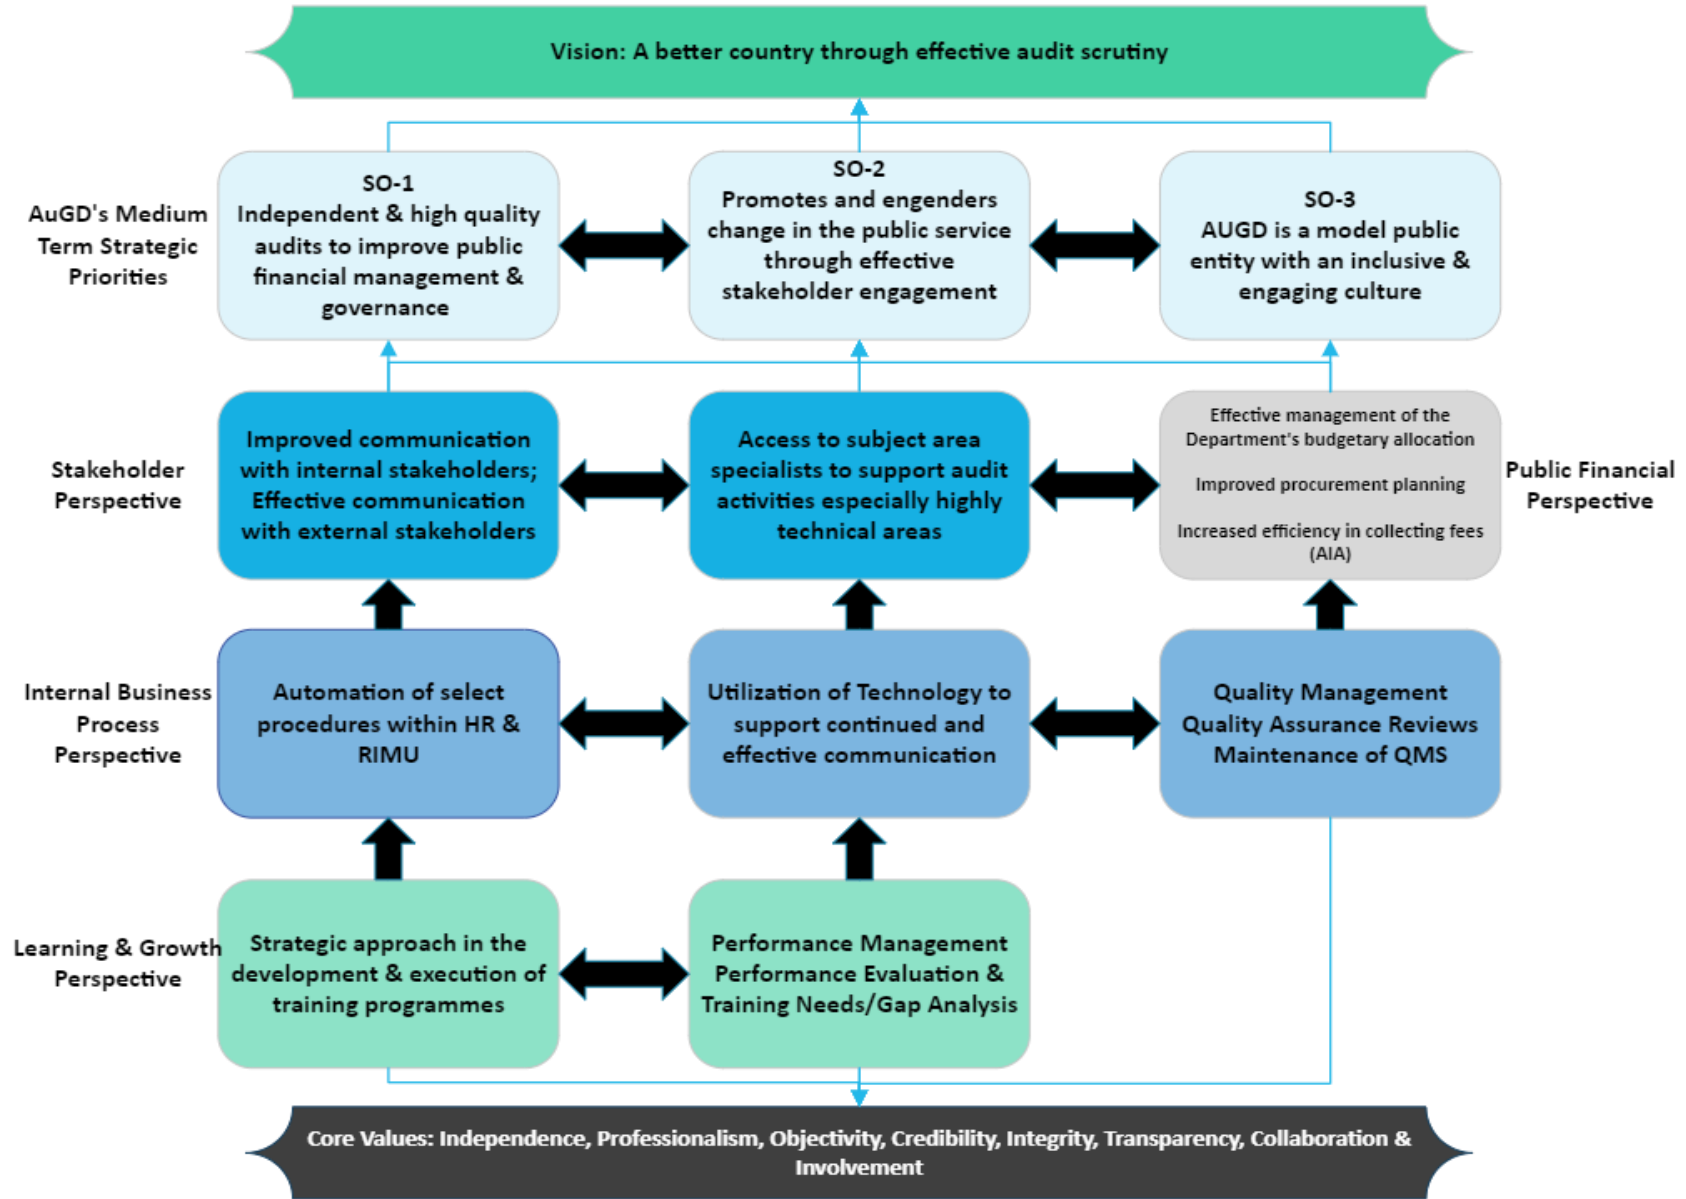 Vision: A better country through effective audit scrutiny
AuGD's Medium
Term Strategic
Priorities
SO-1
Independent & high quality
audits to improve public
financial management &
governance
SO-2
Promotes and engenders
change in the public service
through effective
stakeholder engagement
SO-3
AUGD is a model public
entity with an inclusive &
engaging culture
Stakeholder
Perspective
Improved communication
with internal stakeholders;
Effective communication
with external stakeholders
Access to subject area
specialists to support audit
activities especially highly
technical areas
Effective management of the
Department's budgetary allocation
Improved procurement planning
Increased efficiency in collecting fees
(AIA)
Public Financial
Perspective
Internal Business
Process
Perspective
Automation of select
procedures within HR &
RIMU
Utilization of Technology to
support continued and
effective communication
Quality Management
Quality Assurance Reviews
Maintenance of QMS
Learning & Growth
Perspective
Strategic approach in the
development & execution of
training programmes
Performance Management
Performance Evaluation &
Training Needs/Gap Analysis
Core Values: Independence, Professionalism, Objectivity, Credibility, Integrity, Transparency, Collaboration &
Involvement